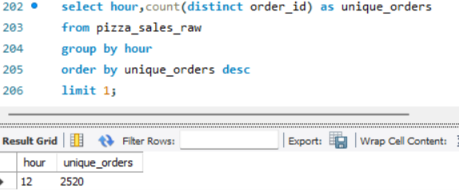 202 select hour,count(distinct order_id) as unique_orders
203 from pizza_sales_raw
204 group by hour
205 order by unique_orders desc
206 limit 1;
Result Grid Filter Rows: Export: Wrap Cell Content:
hour unique_orders
12 2520